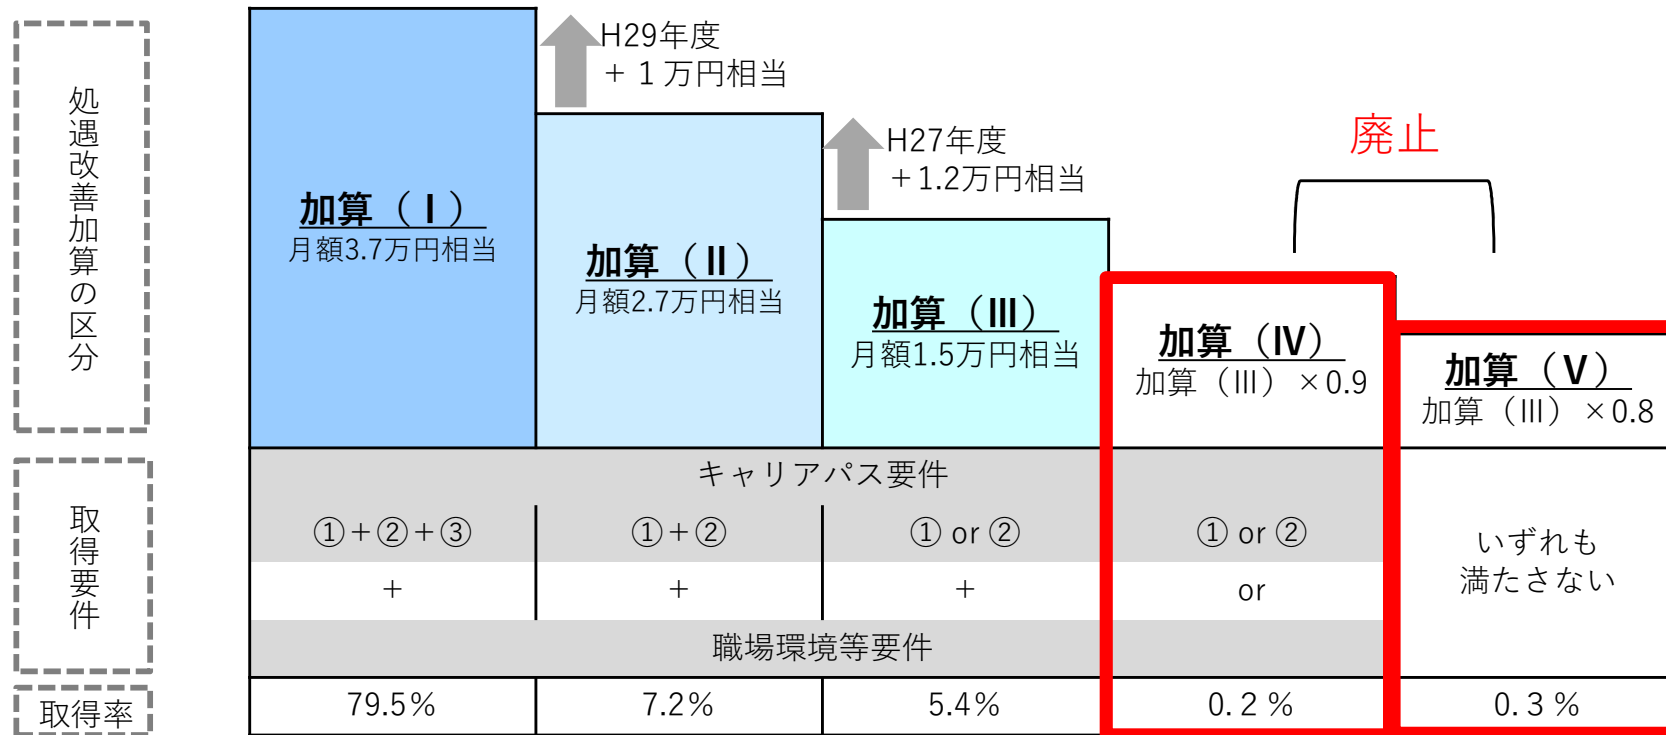 処遇改善加算の区分
H29年度
+ 1 万円相当
H27年度
+1.2万円相当
廃止
加算(Ⅰ)
月額3.7万円相当
加算(Ⅱ)
月額2.7万円相当
加算(Ⅲ)
月額1.5万円相当
加算(Ⅳ)
加算(Ⅲ)×0.9
加算(Ⅴ)
加算(Ⅲ)×0.8
取得要件
キャリアパス要件
①+②+③
①+②
① or ②
① or ②
+
+
+
or
職場環境等要件
いずれも
満たさない
取得率
79.5%
7.2%
5.4%
0.2%
0.3%